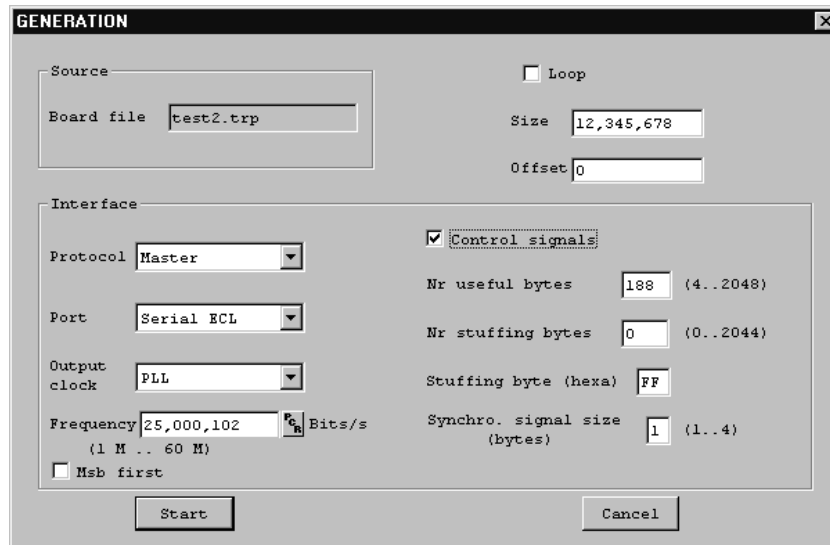 GENERATION
Source
Board file test2.trp
Loop
Size 12,345,678
Offset 0
Interface
Protocol Master
Port Serial ECL
Output
clock PLL
Frequency 25,000,102 PCR Bits/s
(1 M .. 60 M)
Msb first
Control signals
Nr useful bytes 188 (4..2048)
Nr stuffing bytes 0 (0..2044)
Stuffing byte (hexa) FF
Synchro. signal size 1 (1..4)
(bytes)
Start
Cancel